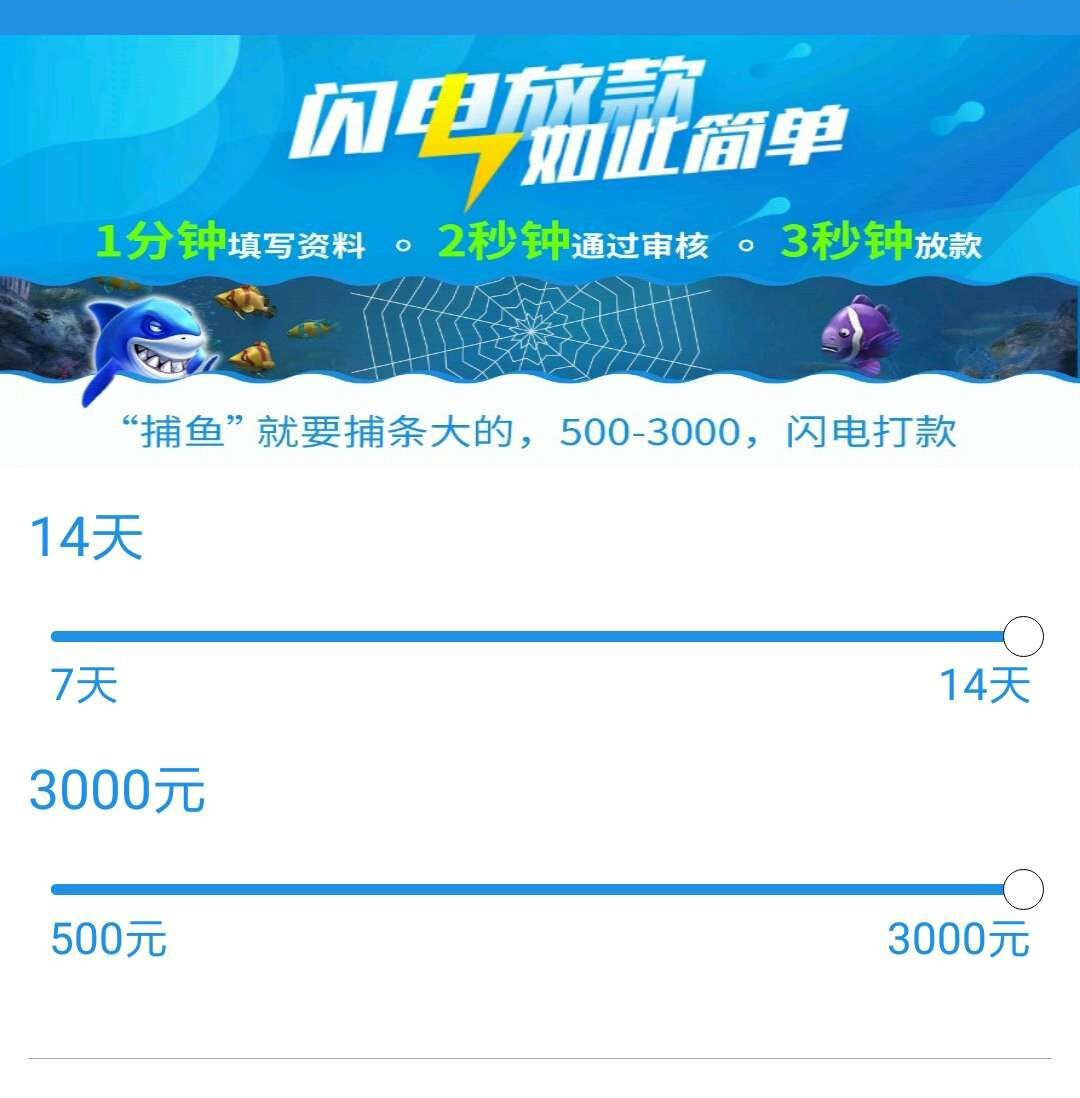 闪电放款
如此简单
1分钟填写资料 。 2秒钟通过审核 。 3秒钟放款
“捕鱼”就要捕条大的，500-3000，闪电打款
14天
7天 14天
3000元
500元 3000元